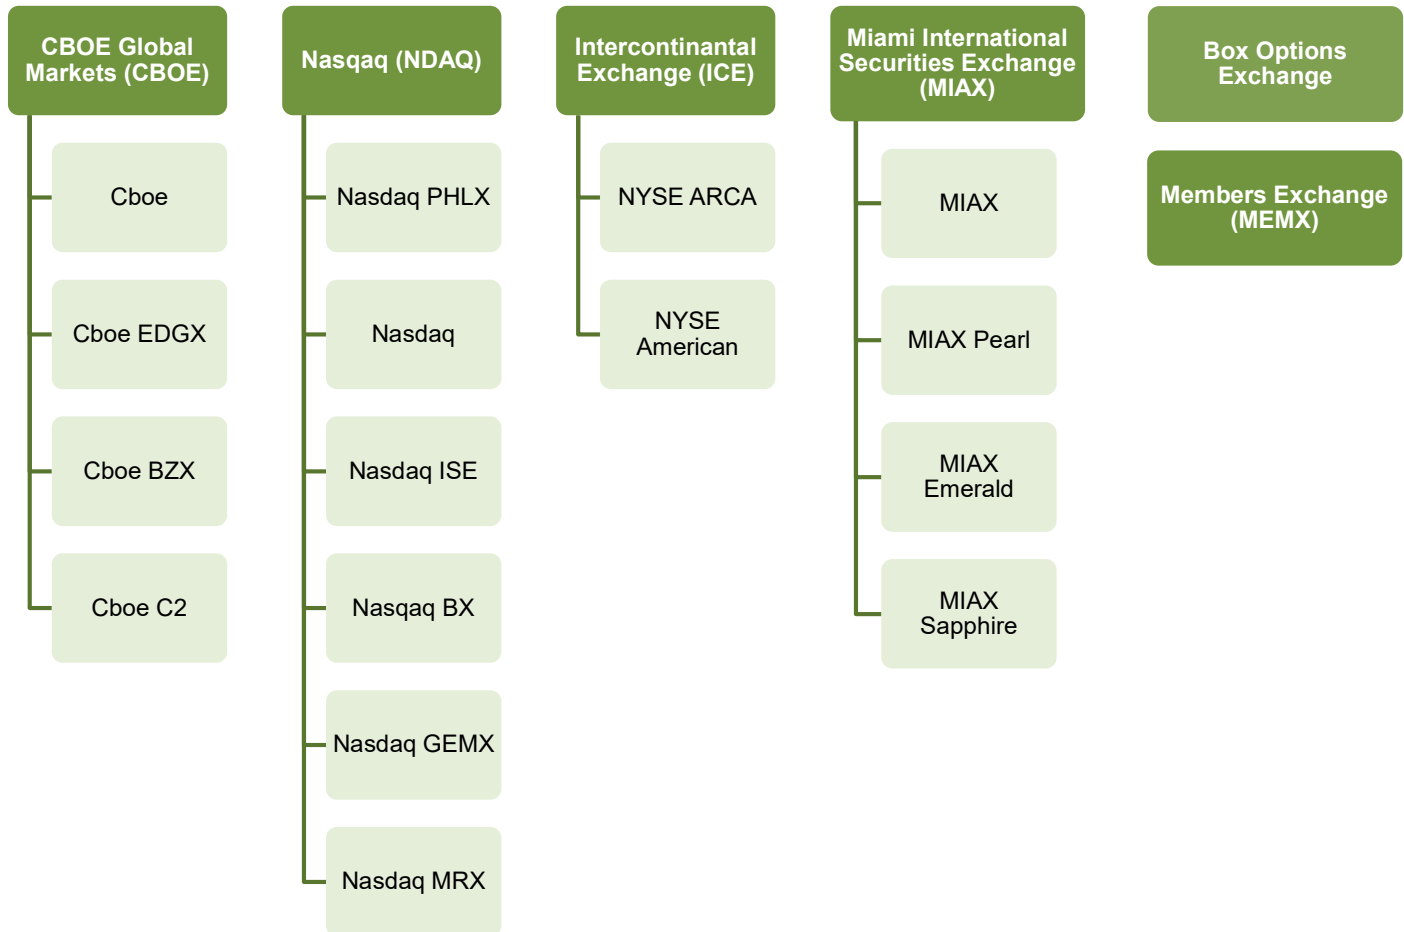 CBOE Global
Markets (CBOE)
Cboe
Cboe EDGX
Cboe BZX
Cboe C2
Nasqaq (NDAQ)
Nasdaq PHLX
Nasdaq
Nasdaq ISE
Nasqaq BX
Nasdaq GEMX
Nasdaq MRX
Intercontinantal
Exchange (ICE)
NYSE ARCA
NYSE
American
Miami International
Securities Exchange
(MIAX)
MIAX
MIAX Pearl
MIAX
Emerald
MIAX
Sapphire
Box Options
Exchange
Members Exchange
(MEMX)